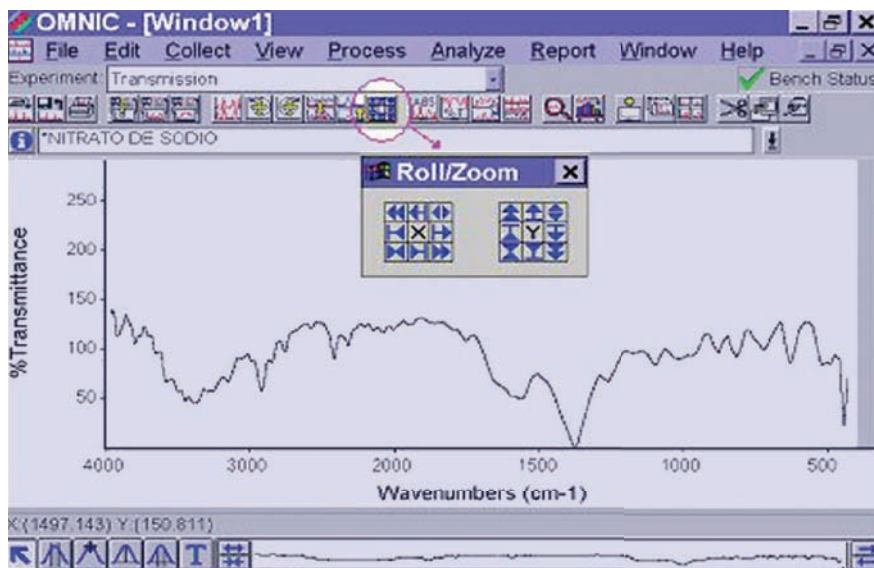 OMNIC - [Window1]
File Edit Collect View Process Analyze Report Window Help
Experiment: Transmission Bench Status
ABS
*NITRATO DE SODIO
Roll/Zoom
X Y
250
200
150
100
50
%Transmittance
4000 3000 2000 1500 1000 500
Wavenumbers (cm-1)
X:(1497.143) Y:(150.811)
T